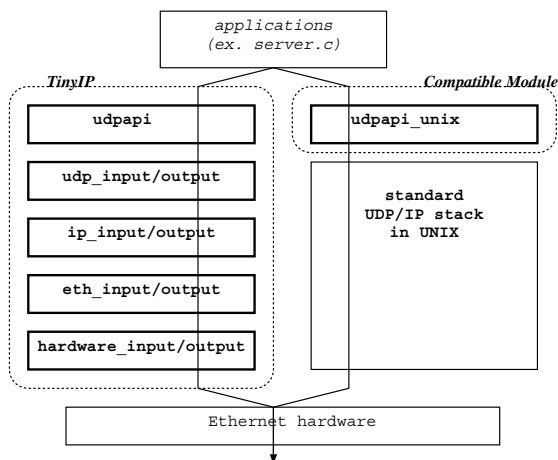 applications
(ex. server.c)
TinyIP
Compatible Module
udpapi
udpapi_unix
udp_input/output
standard
UDP/IP stack
in UNIX
ip_input/output
eth_input/output
hardware_input/output
Ethernet hardware